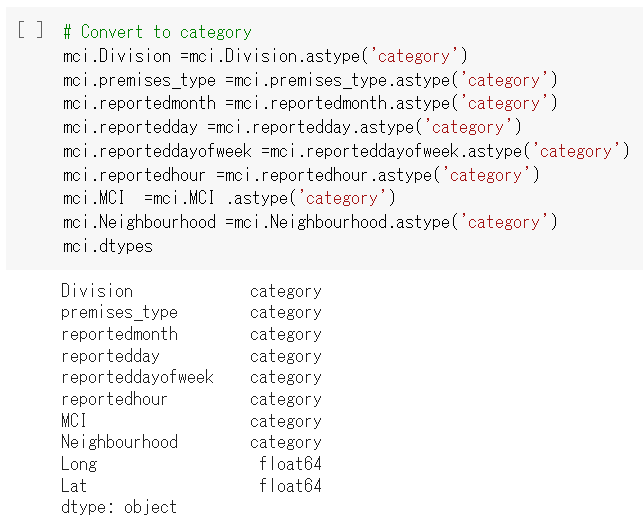 [ ] # Convert to category
mci.Division =mci.Division.astype('category')
mci.premises_type =mci.premises_type.astype('category')
mci.reportedmonth =mci.reportedmonth.astype('category')
mci.reportedday =mci.reportedday.astype('category')
mci.reporteddayofweek =mci.reporteddayofweek.astype('category')
mci.reportedhour =mci.reportedhour.astype('category')
mci.MCI  =mci.MCI .astype('category')
mci.Neighbourhood =mci.Neighbourhood.astype('category')
mci.dtypes
Division             category
premises_type        category
reportedmonth        category
reportedday          category
reporteddayofweek    category
reportedhour         category
MCI                  category
Neighbourhood        category
Long                  float64
Lat                   float64
dtype: object